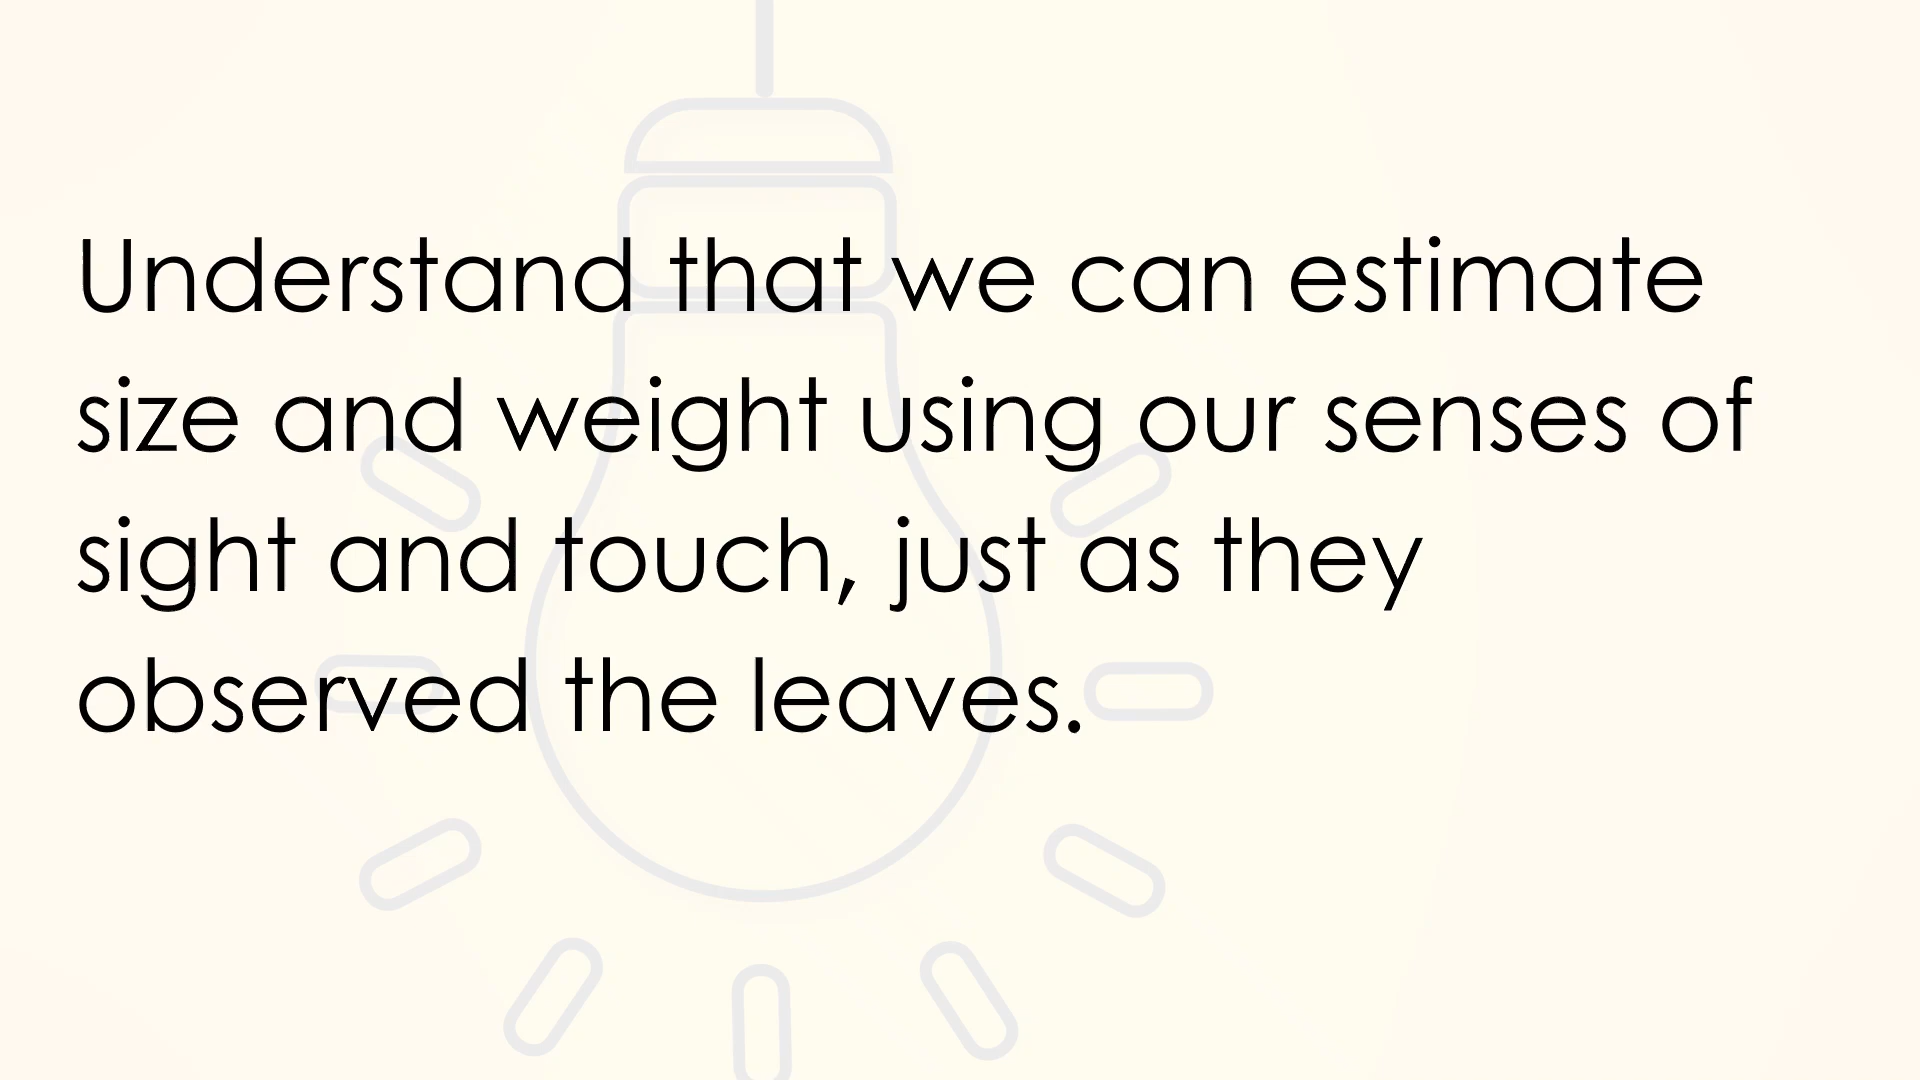 Understand that we can estimate
size and weight using our senses of
sight and touch, just as they
observed the leaves.